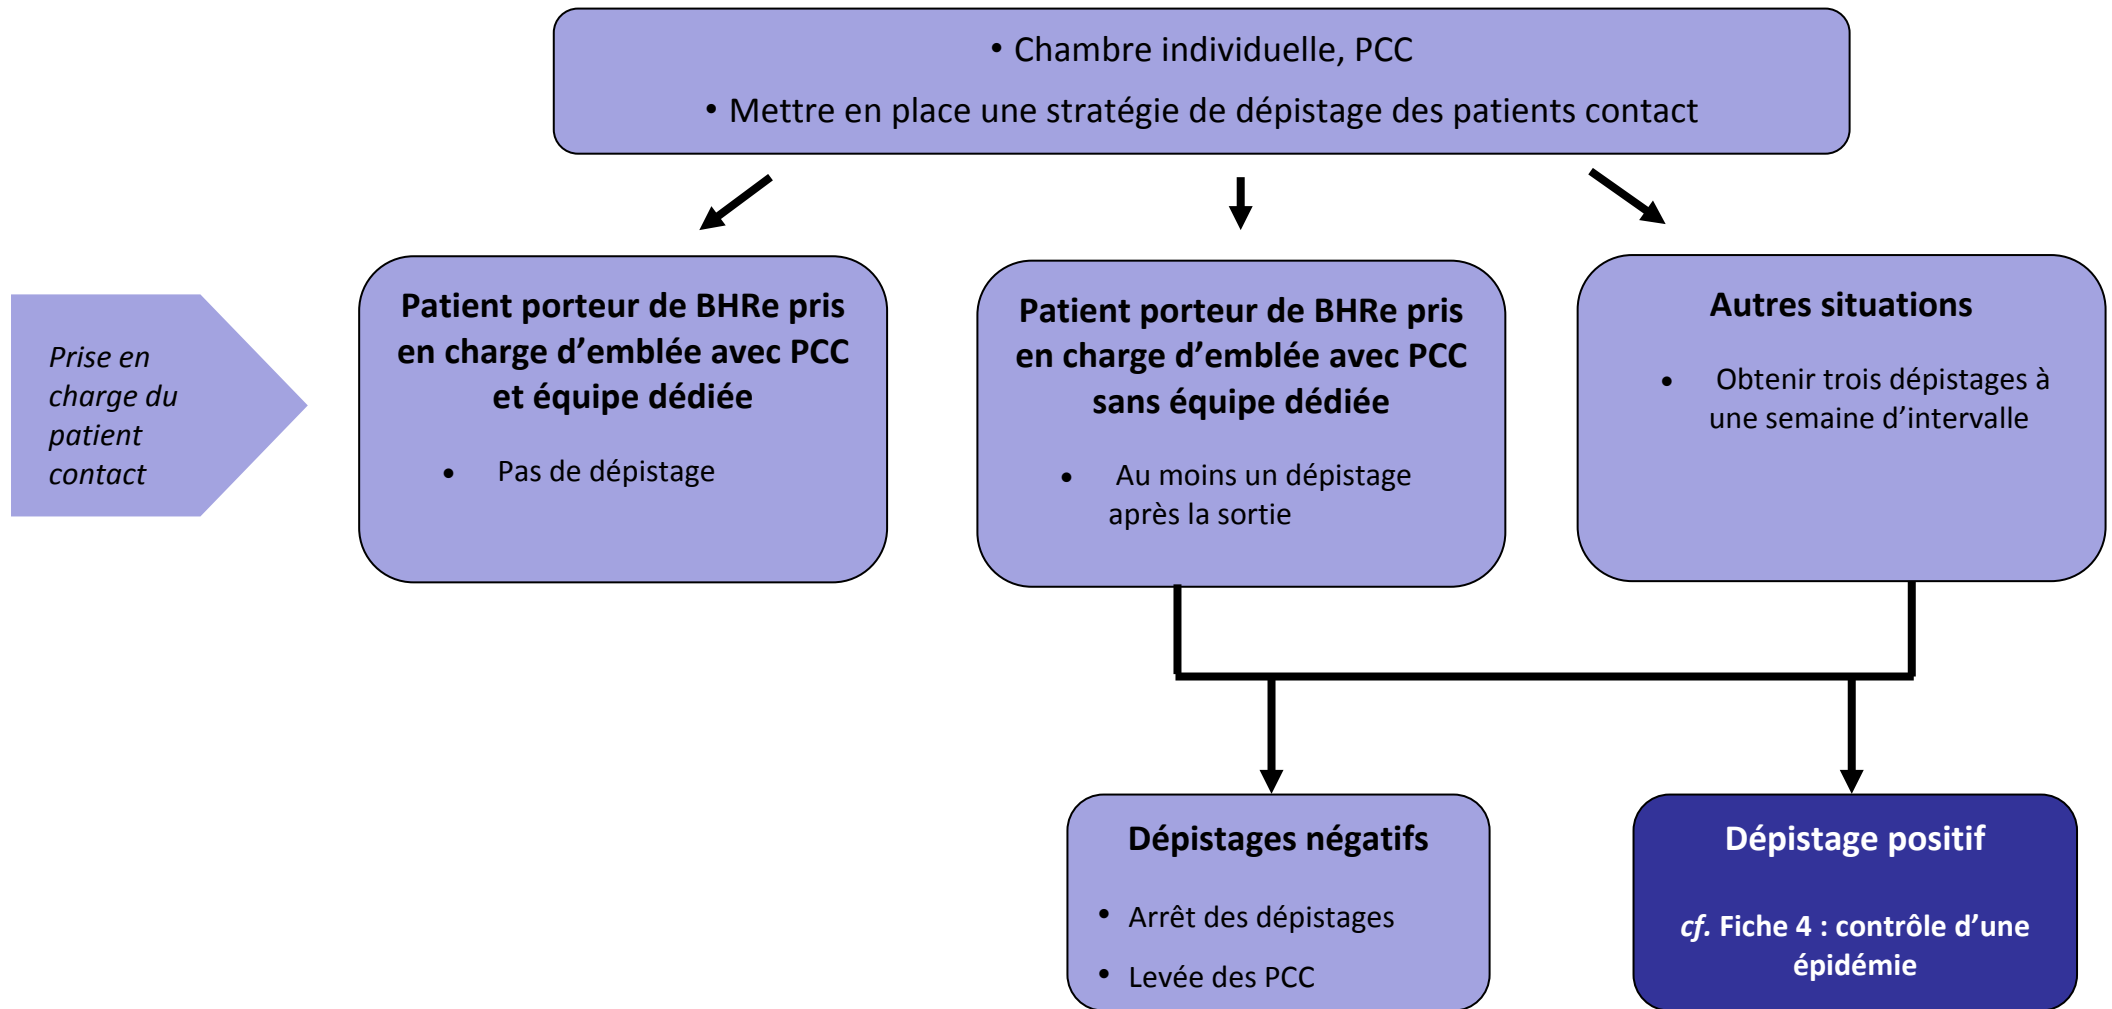 • Chambre individuelle, PCC
• Mettre en place une stratégie de dépistage des patients contact
Prise en
charge du
patient
contact
Patient porteur de BHRe pris
en charge d’emblée avec PCC
et équipe dédiée
• Pas de dépistage
Patient porteur de BHRe pris
en charge d’emblée avec PCC
sans équipe dédiée
• Au moins un dépistage
après la sortie
Autres situations
• Obtenir trois dépistages à
une semaine d’intervalle
Dépistages négatifs
• Arrêt des dépistages
• Levée des PCC
Dépistage positif
cf. Fiche 4 : contrôle d’une
épidémie